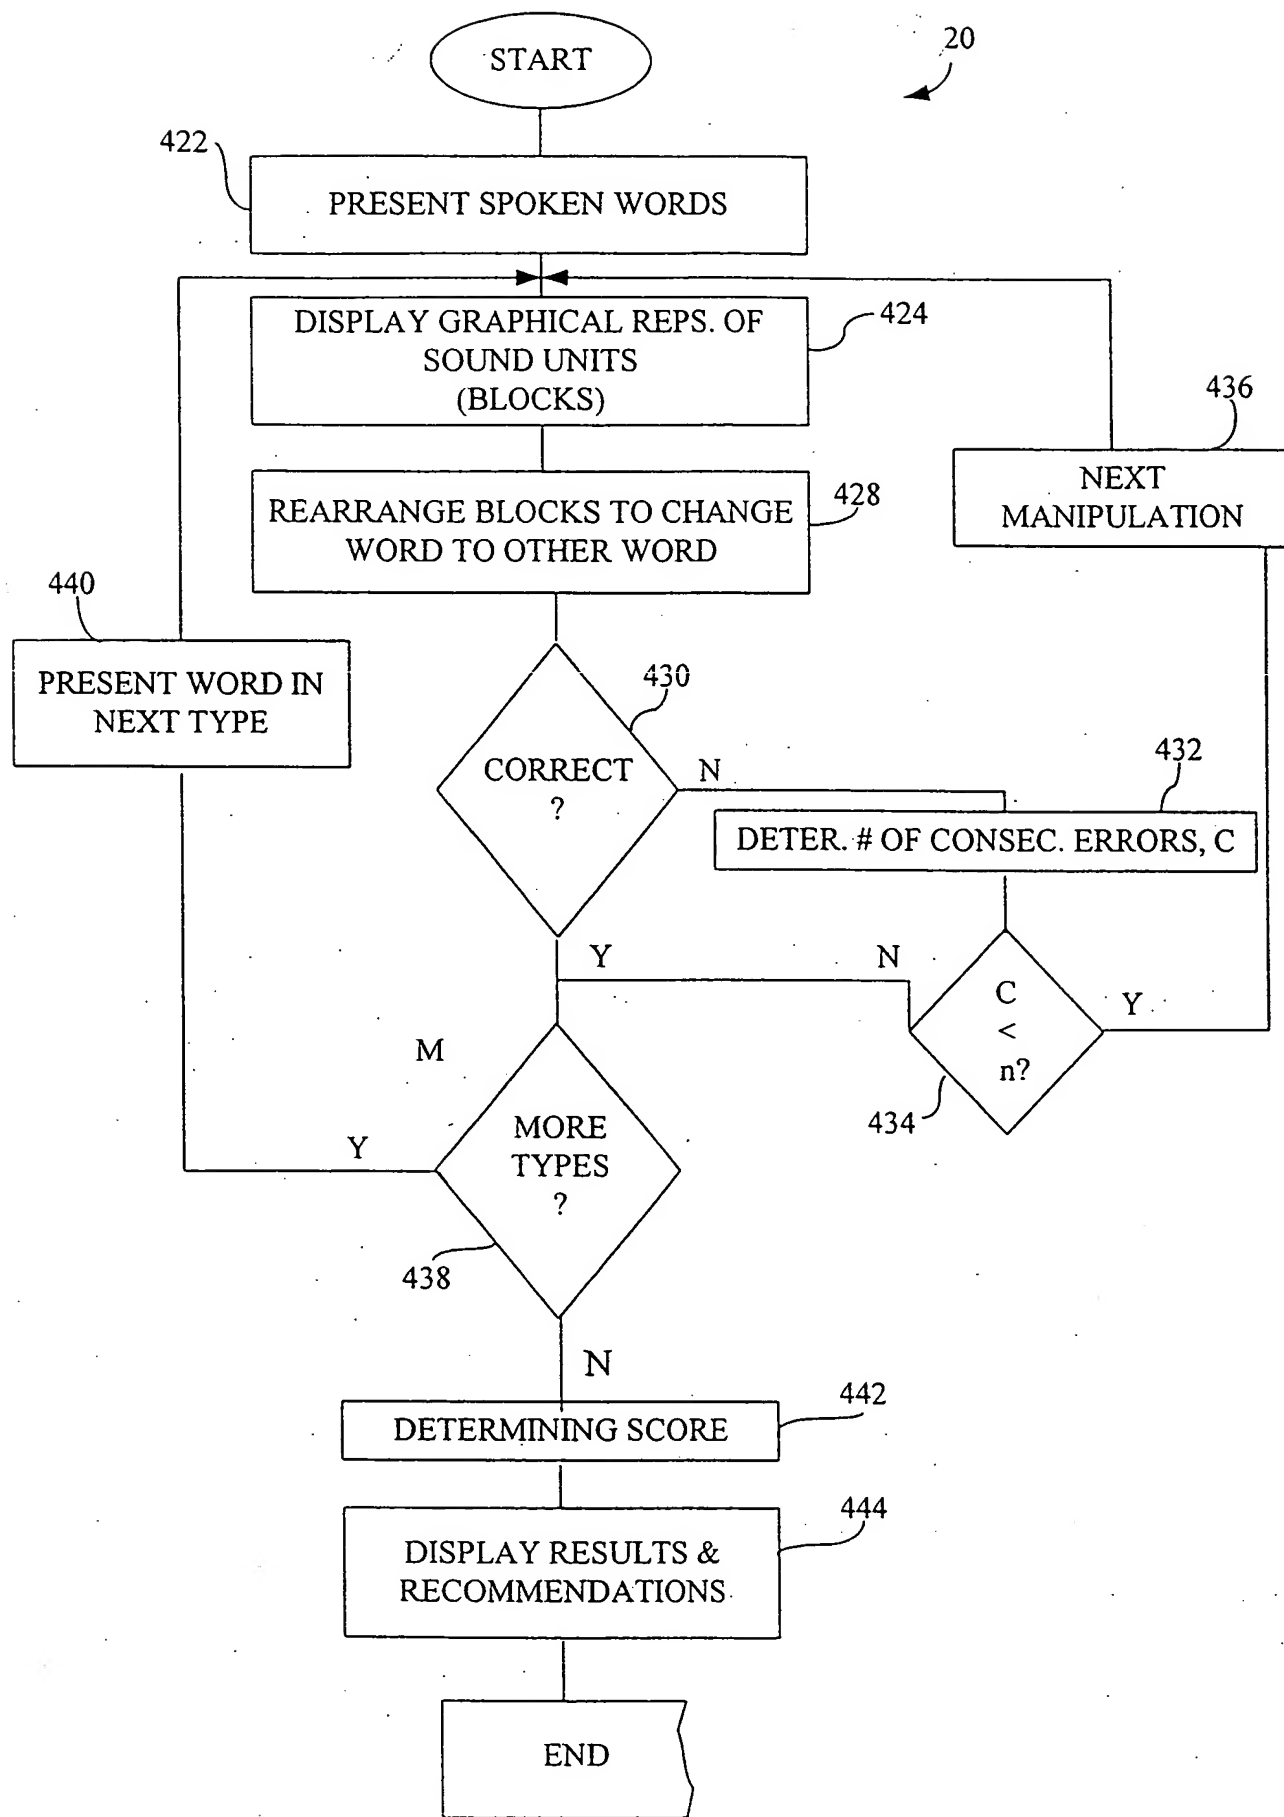 START
20
422
PRESENT SPOKEN WORDS
DISPLAY GRAPHICAL REPS. OF
SOUND UNITS
(BLOCKS)
424
436
NEXT
MANIPULATION
REARRANGE BLOCKS TO CHANGE
WORD TO OTHER WORD
428
440
PRESENT WORD IN
NEXT TYPE
430
CORRECT
?
N
432
DETER. # OF CONSEC. ERRORS, C
Y
N
C
<
n?
Y
434
M
MORE
TYPES
?
Y
438
N
442
DETERMINING SCORE
444
DISPLAY RESULTS &
RECOMMENDATIONS
END